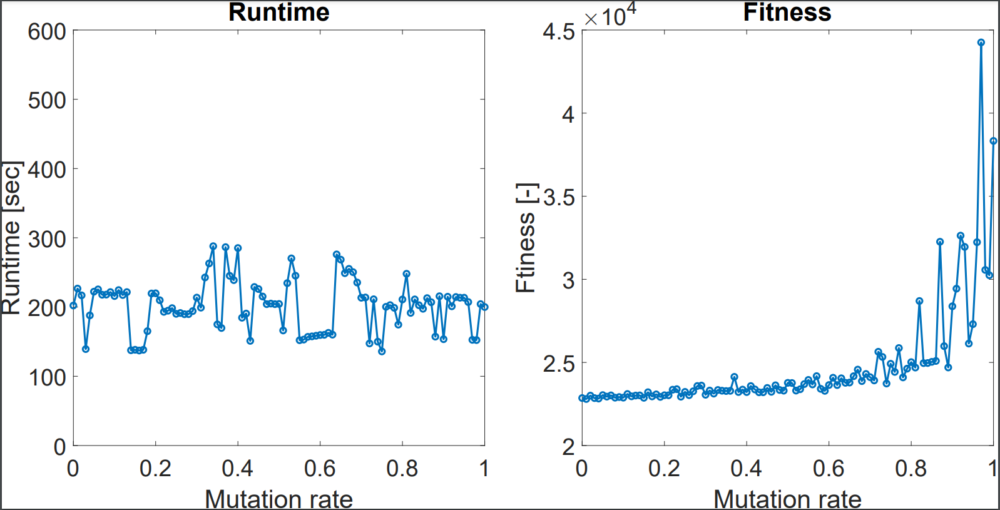 Runtime
600
500
400
300
200
100
0
Runtime [sec]
0 0.2 0.4 0.6 0.8 1
Mutation rate
Fitness
×10^4
4.5
4
3.5
3
2.5
2
Ftiness [-]
0 0.2 0.4 0.6 0.8 1
Mutation rate